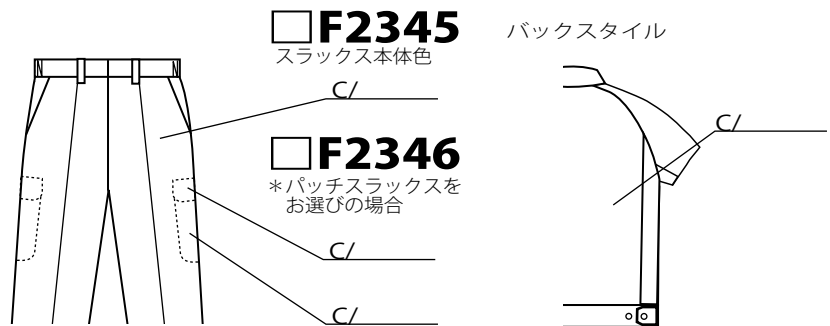 □F2345
スラックス本体色
C/
□F2346
＊パッチスラックスを
お選びの場合
C/
C/
バックスタイル
C/